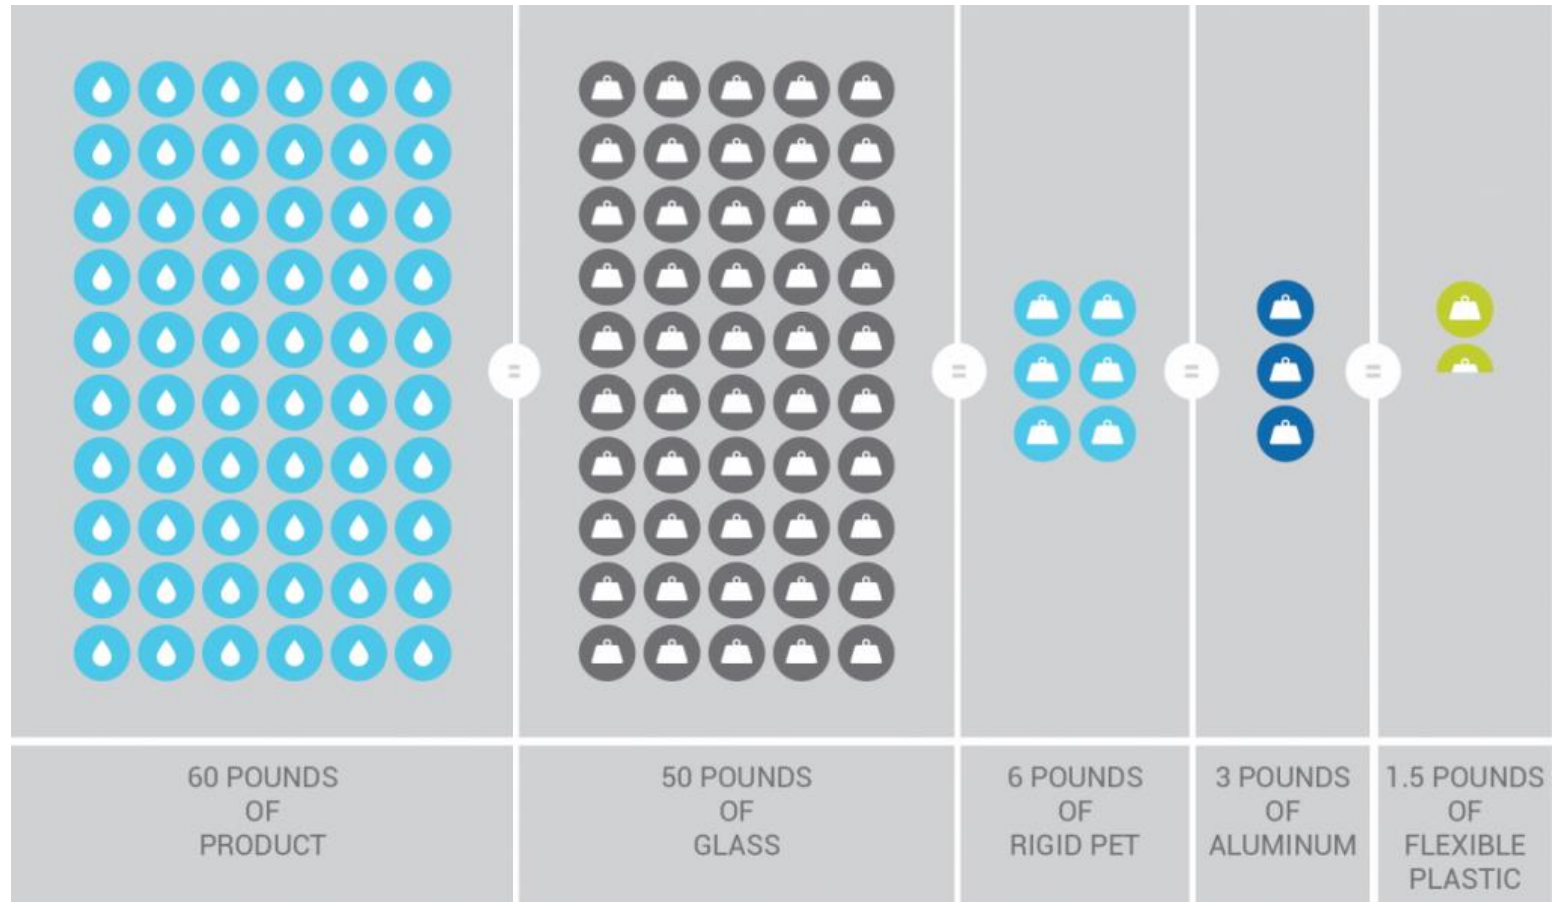 =
=
=
=
60 POUNDS
OF
PRODUCT
50 POUNDS
OF
GLASS
6 POUNDS
OF
RIGID PET
3 POUNDS
OF
ALUMINUM
1.5 POUNDS
OF
FLEXIBLE
PLASTIC